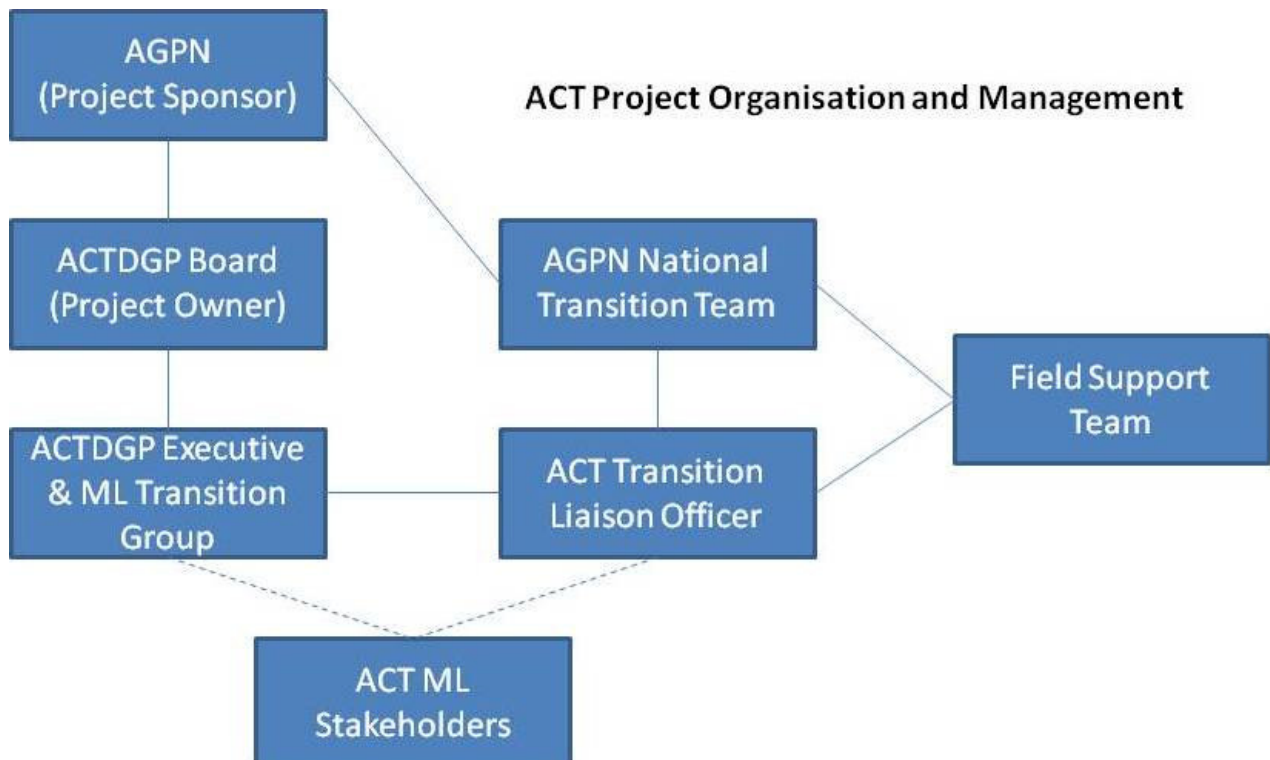 AGPN
(Project Sponsor)
ACT Project Organisation and Management
ACTDGP Board
(Project Owner)
AGPN National
Transition Team
Field Support
Team
ACTDGP Executive
& ML Transition
Group
ACT Transition
Liaison Officer
ACT ML
Stakeholders